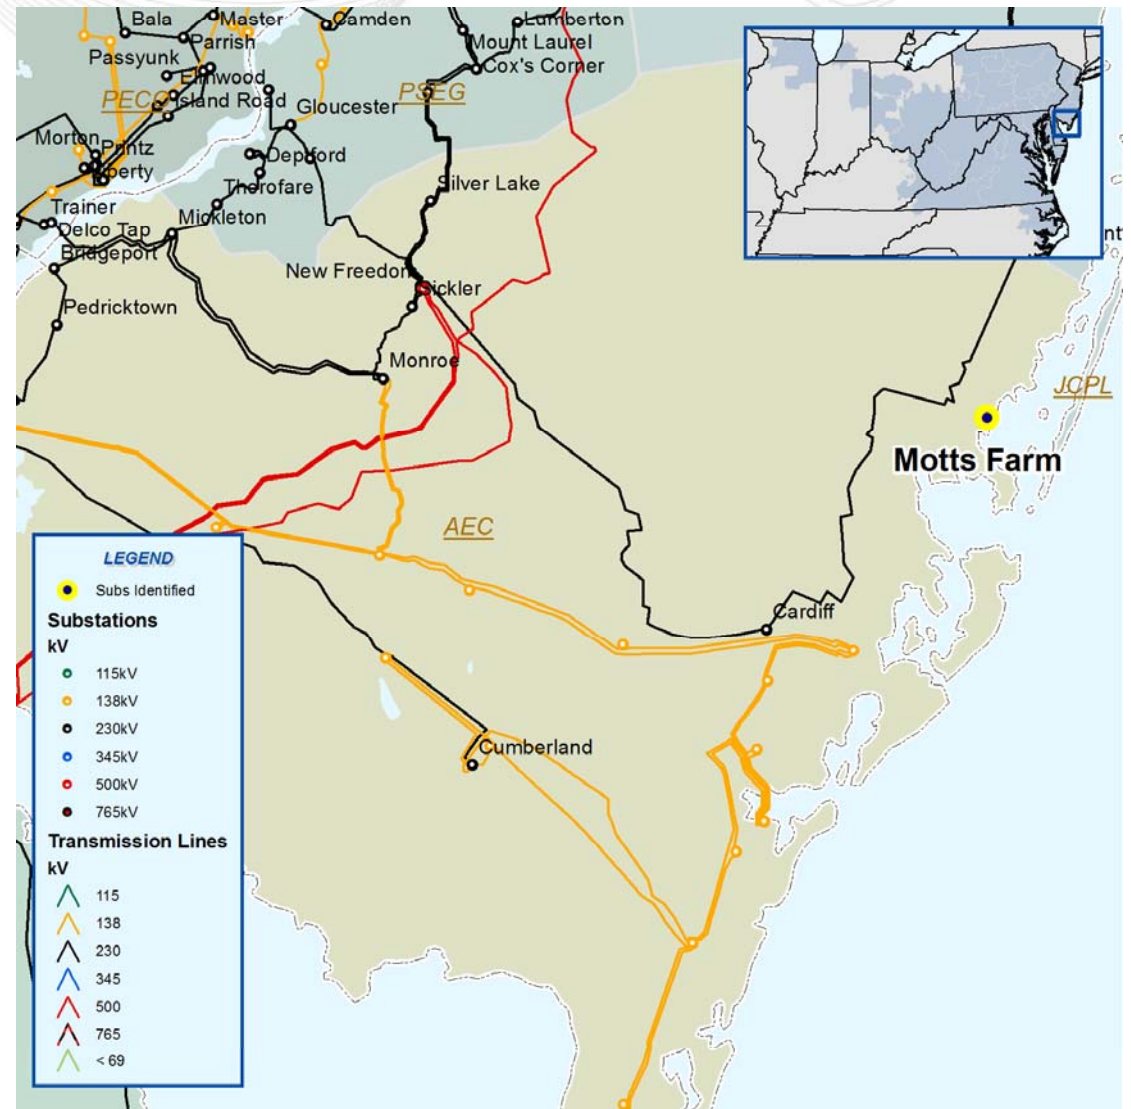 Bala
Master
Camden
Lumberton
Parrish
Mount Laurel
Passyunk
Cox's Corner
Elmwood
PECO
Island Road
PSEG
Gloucester
Morton
Printz
Deptford
Thorofare
Silver Lake
Trainer
Mickleton
Delco Tap
Bridgeport
New Freedom
Sickler
Pedricktown
Monroe
JCPL
Motts Farm
AEC
Cardiff
Cumberland
LEGEND
Subs Identified
Substations
kV
115kV
138kV
230kV
345kV
500kV
765kV
Transmission Lines
kV
115
138
230
345
500
765
< 69